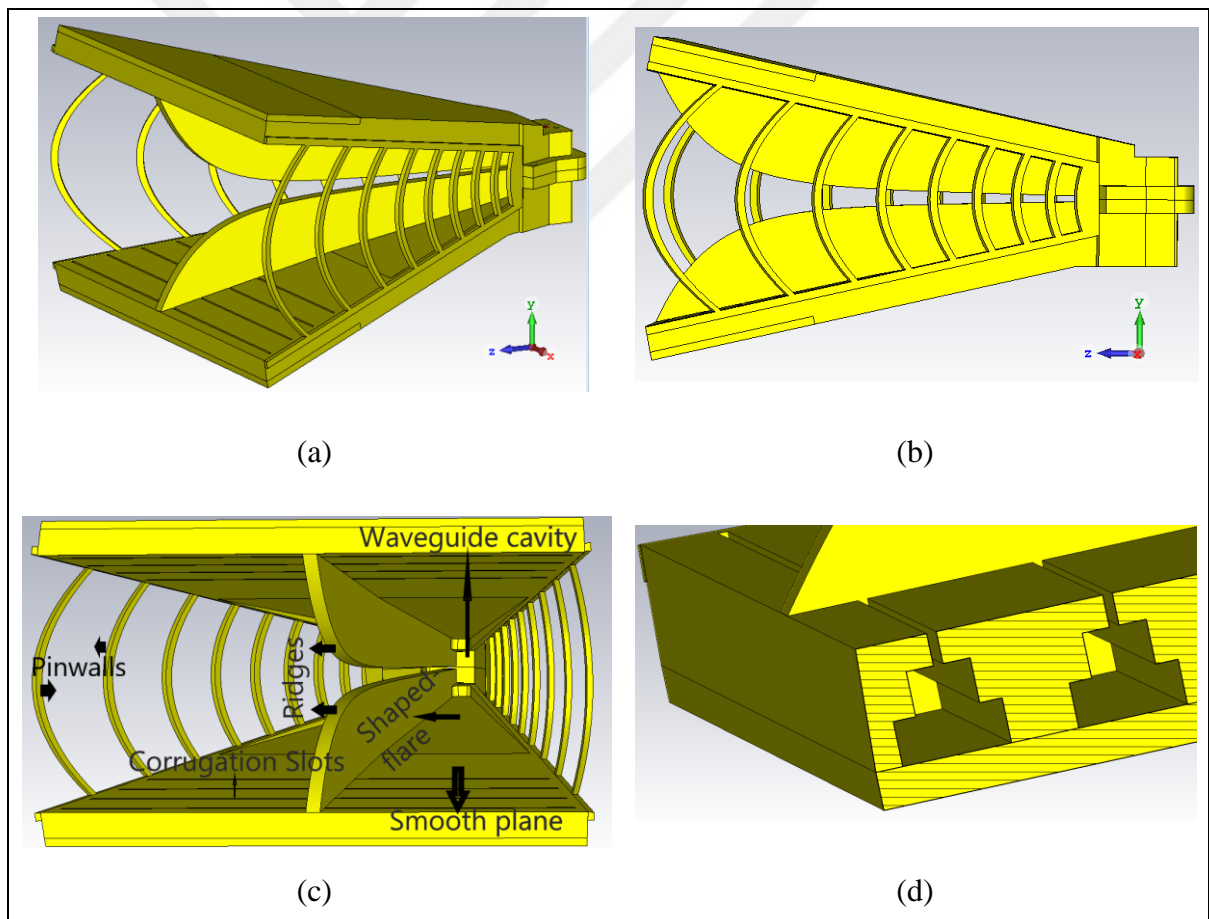 y
z
x
y
z
x
(a)
(b)
Waveguide cavity
Pinwalls
Ridges
Shaped-
flare
Corrugation Slots
Smooth plane
(c)
(d)